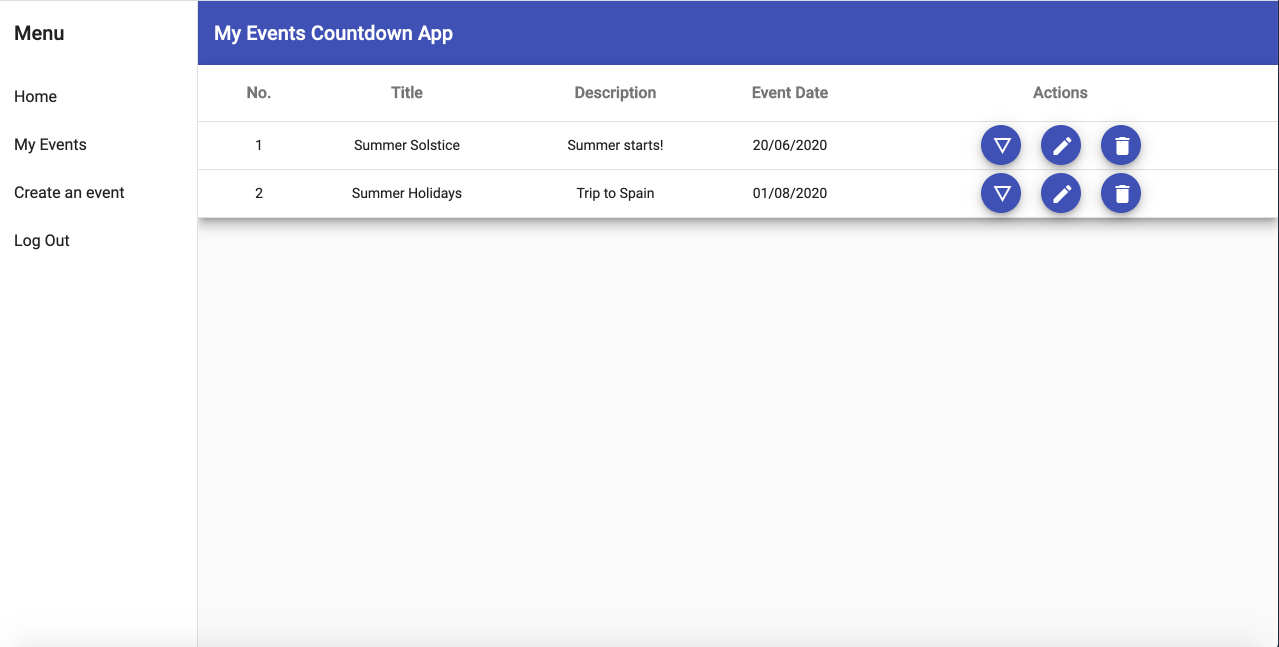 Menu
My Events Countdown App
Home
My Events
Create an event
Log Out
No. Title Description Event Date Actions
1 Summer Solstice Summer starts! 20/06/2020
2 Summer Holidays Trip to Spain 01/08/2020